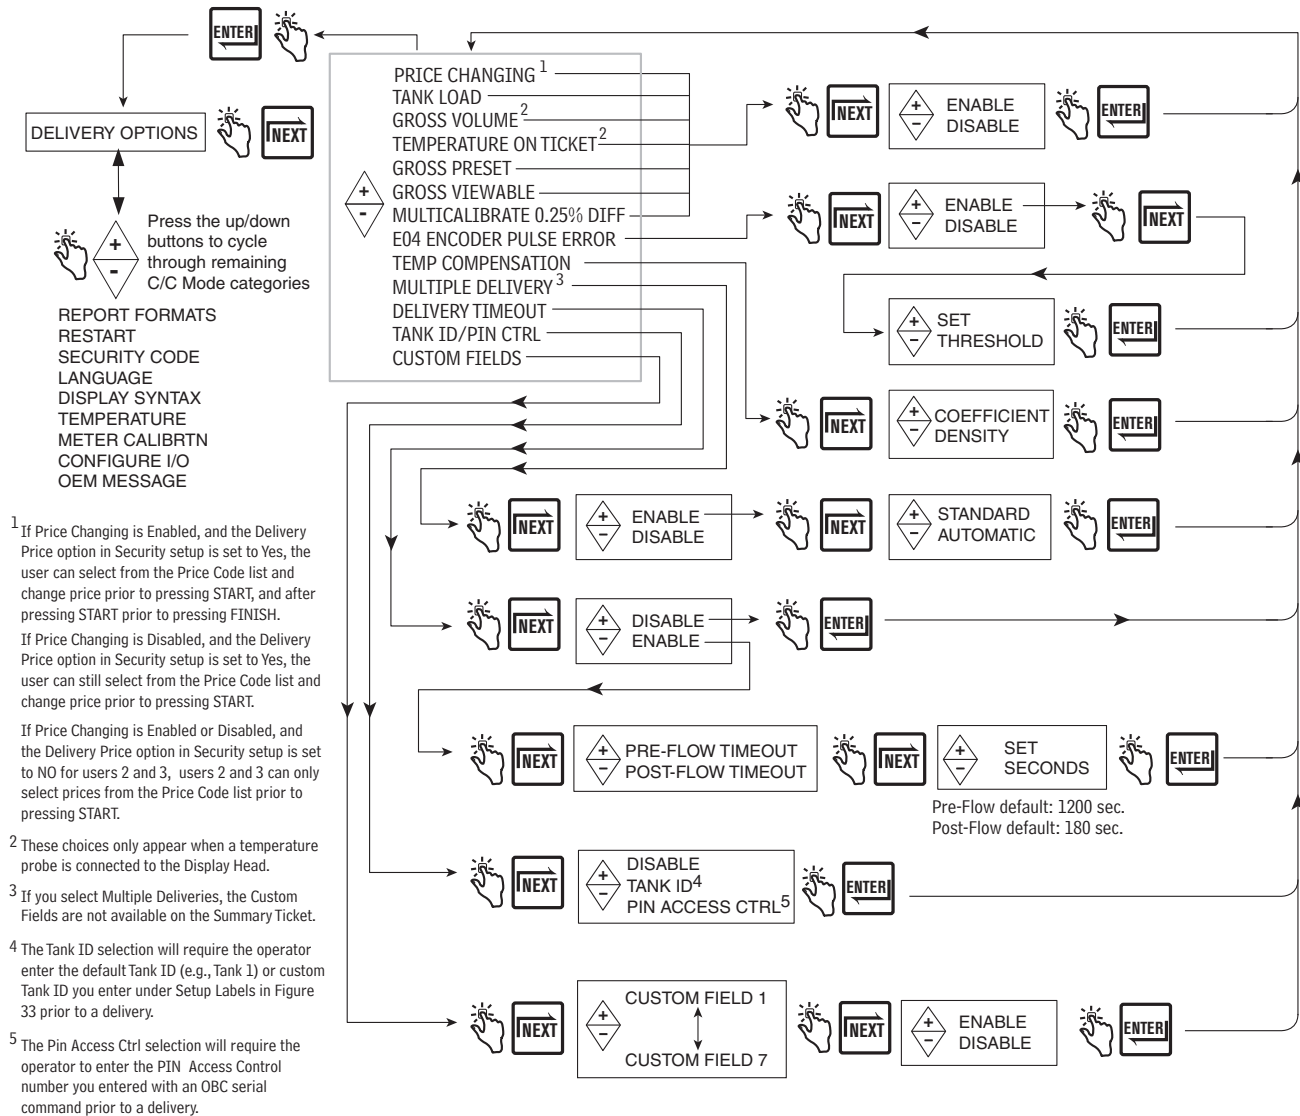 ENTER
DELIVERY OPTIONS
NEXT
Press the up/down
buttons to cycle
through remaining
C/C Mode categories
+
-
REPORT FORMATS
RESTART
SECURITY CODE
LANGUAGE
DISPLAY SYNTAX
TEMPERATURE
METER CALIBRTN
CONFIGURE I/O
OEM MESSAGE
+
-
PRICE CHANGING 1
TANK LOAD
GROSS VOLUME 2
TEMPERATURE ON TICKET 2
GROSS PRESET
GROSS VIEWABLE
MULTICALIBRATE 0.25% DIFF
E04 ENCODER PULSE ERROR
TEMP COMPENSATION
MULTIPLE DELIVERY 3
DELIVERY TIMEOUT
TANK ID/PIN CTRL
CUSTOM FIELDS
NEXT
+
-
ENABLE
DISABLE
ENTER
NEXT
+
-
ENABLE
DISABLE
NEXT
+
-
SET
THRESHOLD
ENTER
NEXT
+
-
COEFFICIENT
DENSITY
ENTER
NEXT
+
-
ENABLE
DISABLE
NEXT
+
-
STANDARD
AUTOMATIC
ENTER
NEXT
+
-
DISABLE
ENABLE
ENTER
NEXT
+
-
PRE-FLOW TIMEOUT
POST-FLOW TIMEOUT
NEXT
+
-
SET
SECONDS
ENTER
Pre-Flow default: 1200 sec.
Post-Flow default: 180 sec.
NEXT
+
-
DISABLE
TANK ID4
PIN ACCESS CTRL5
ENTER
NEXT
+
-
CUSTOM FIELD 1
CUSTOM FIELD 7
NEXT
+
-
ENABLE
DISABLE
ENTER
1 If Price Changing is Enabled, and the Delivery
Price option in Security setup is set to Yes, the
user can select from the Price Code list and
change price prior to pressing START, and after
pressing START prior to pressing FINISH.
If Price Changing is Disabled, and the Delivery
Price option in Security setup is set to Yes, the
user can still select from the Price Code list and
change price prior to pressing START.
If Price Changing is Enabled or Disabled, and
the Delivery Price option in Security setup is set
to NO for users 2 and 3, users 2 and 3 can only
select prices from the Price Code list prior to
pressing START.
2 These choices only appear when a temperature
probe is connected to the Display Head.
3 If you select Multiple Deliveries, the Custom
Fields are not available on the Summary Ticket.
4 The Tank ID selection will require the operator
enter the default Tank ID (e.g., Tank 1) or custom
Tank ID you enter under Setup Labels in Figure
33 prior to a delivery.
5 The Pin Access Ctrl selection will require the
operator to enter the PIN Access Control
number you entered with an OBC serial
command prior to a delivery.